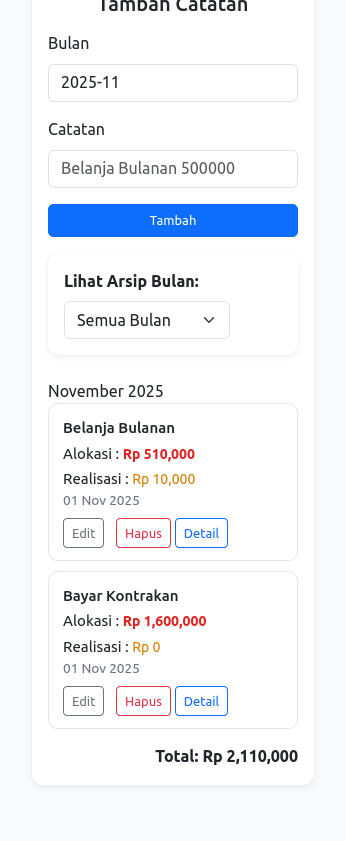 Tambah Catatan
Bulan
2025-11
Catatan
Belanja Bulanan 500000
Tambah
Lihat Arsip Bulan:
Semua Bulan
November 2025
Belanja Bulanan
Alokasi : Rp 510,000
Realisasi : Rp 10,000
01 Nov 2025
Edit Hapus Detail
Bayar Kontrakan
Alokasi : Rp 1,600,000
Realisasi : Rp 0
01 Nov 2025
Edit Hapus Detail
Total: Rp 2,110,000